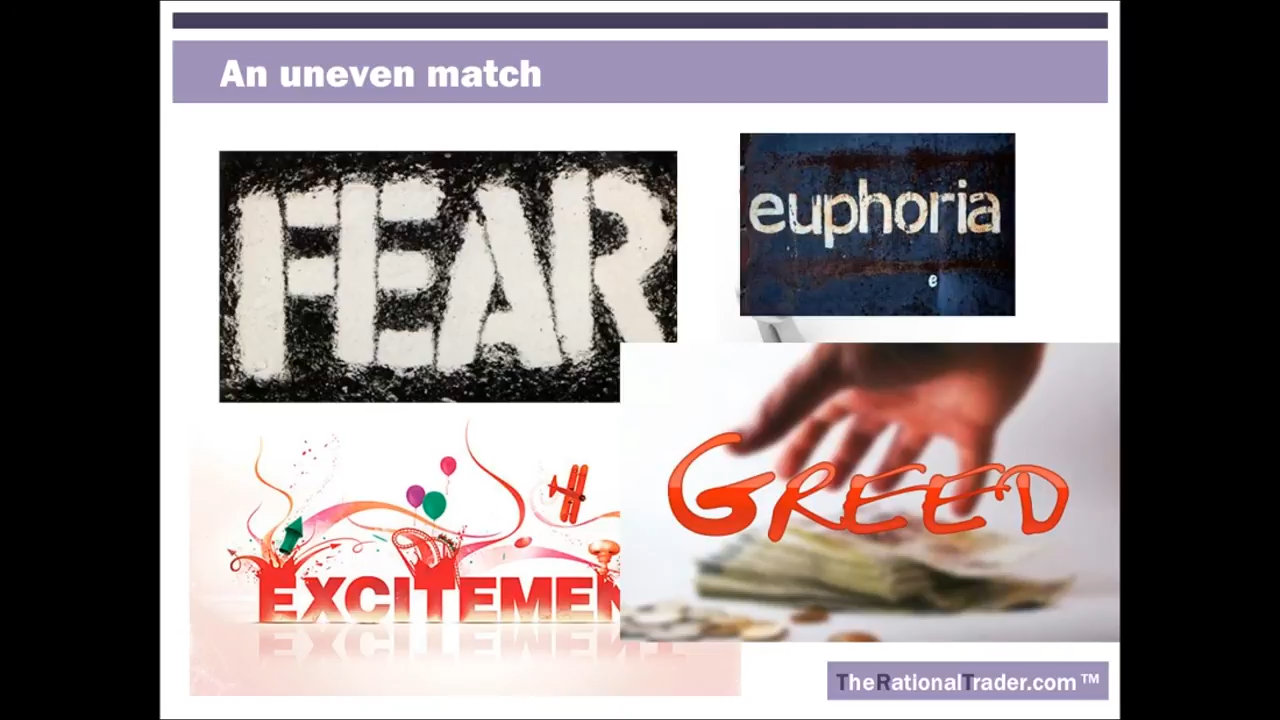 An uneven match
FEAR
euphoria
e
EXCITEMEN
GREED
TheRationalTrader.com™